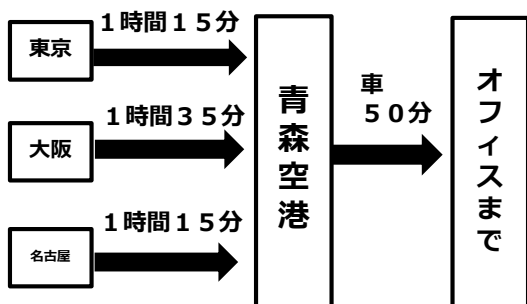 東京
１時間１５分
大阪
１時間３５分
名古屋
１時間１５分
青森空港
車
５０分
オフィスまで